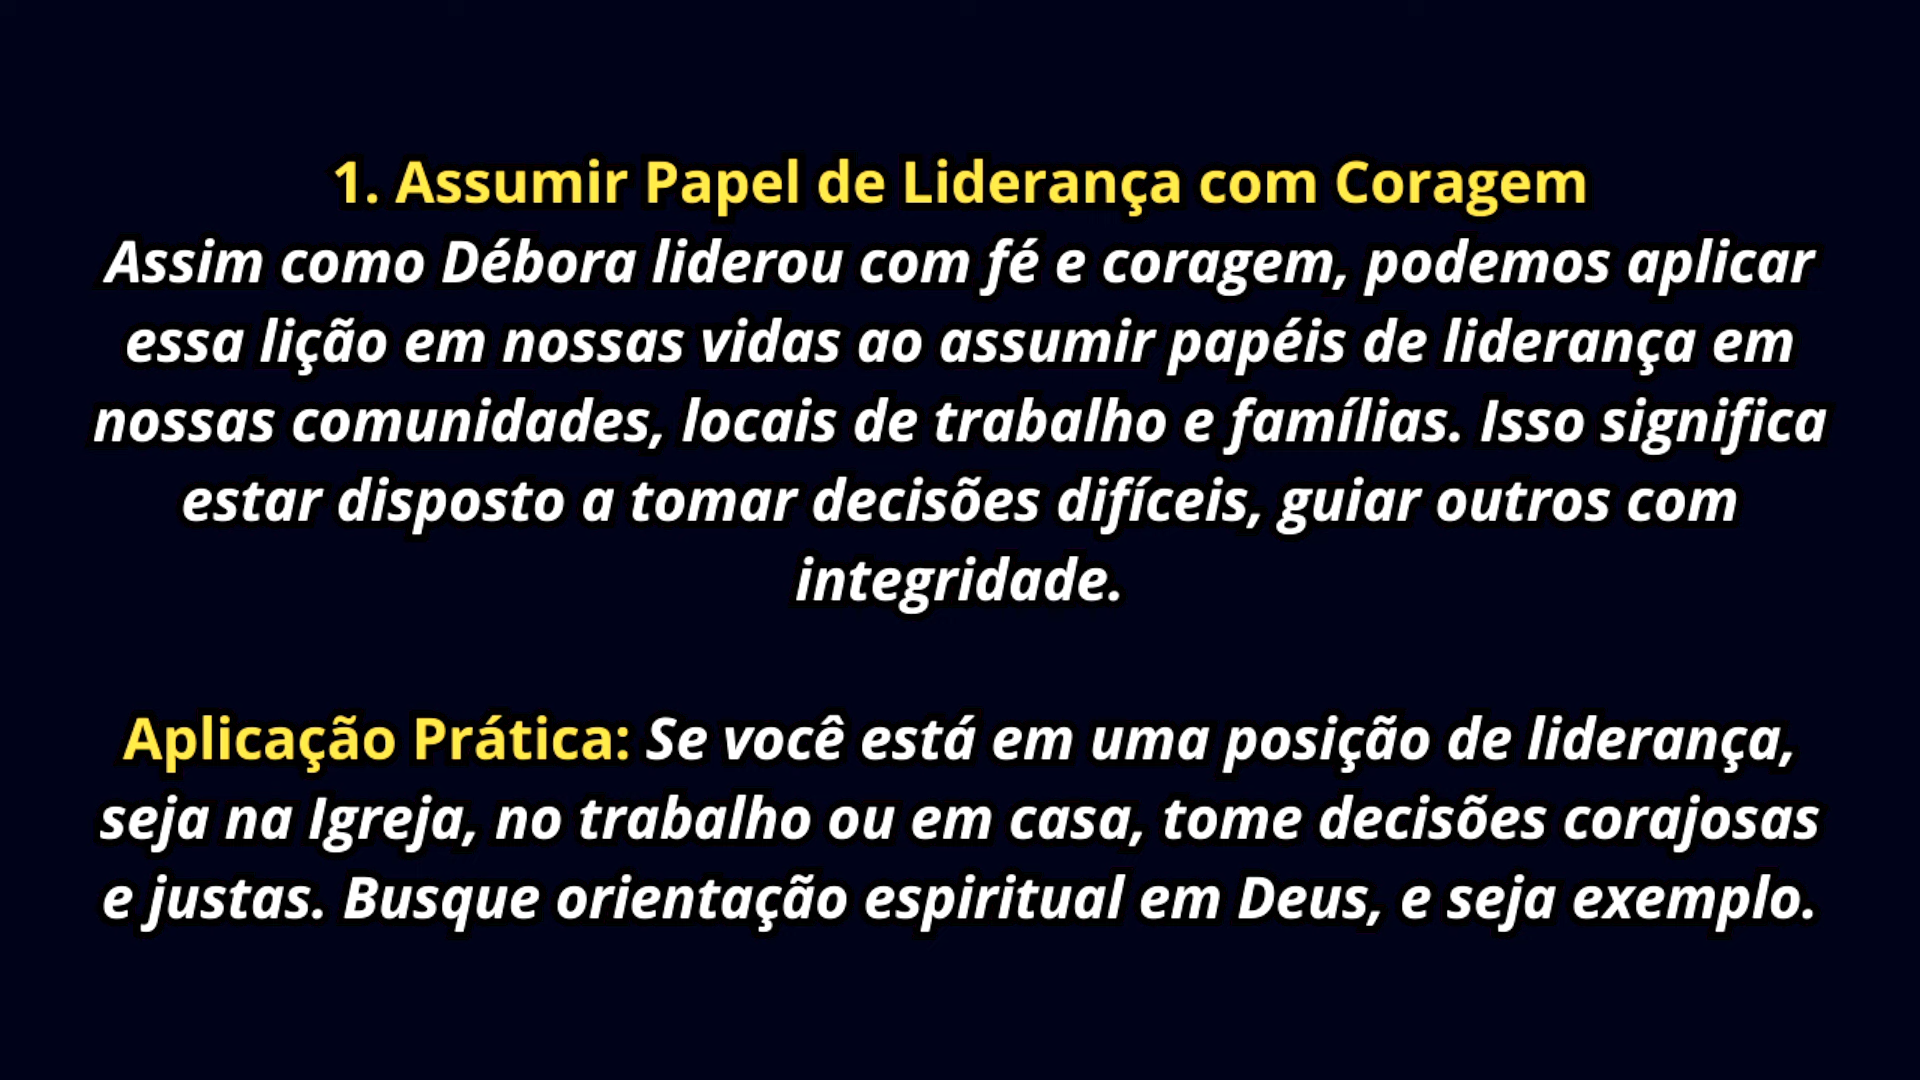 1. Assumir Papel de Liderança com Coragem
Assim como Débora liderou com fé e coragem, podemos aplicar
essa lição em nossas vidas ao assumir papéis de liderança em
nossas comunidades, locais de trabalho e famílias. Isso significa
estar disposto a tomar decisões difíceis, guiar outros com
integridade.
Aplicação Prática: Se você está em uma posição de liderança,
seja na Igreja, no trabalho ou em casa, tome decisões corajosas
e justas. Busque orientação espiritual em Deus, e seja exemplo.